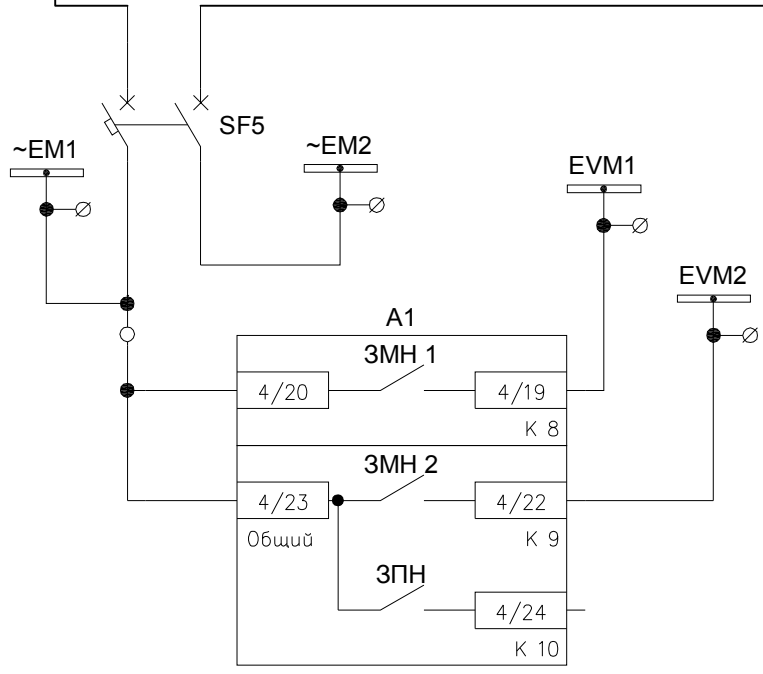 SF5
~EM1
~EM2
EVM1
EVM2
A1
ЗМН 1
4/20
4/19
К 8
ЗМН 2
4/23
4/22
Общий
К 9
ЗПН
4/24
К 10